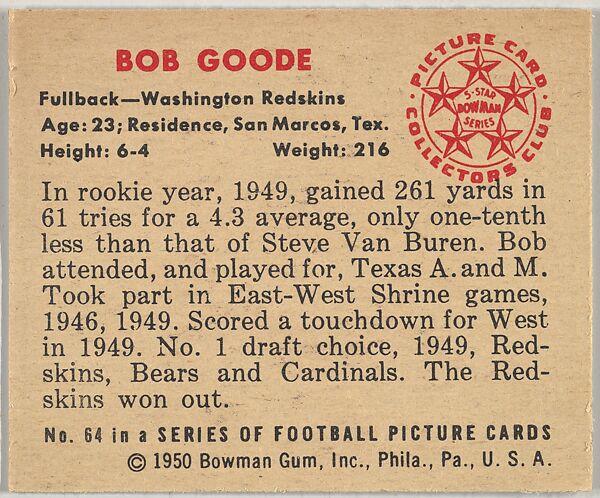 BOB GOODE
Fullback—Washington Redskins
Age: 23; Residence, San Marcos, Tex.
Height: 6-4 Weight: 216
PICTURE CARD
COLLECTORS CLUB
5-STAR
BOWMAN
SERIES
In rookie year, 1949, gained 261 yards in
61 tries for a 4.3 average, only one-tenth
less than that of Steve Van Buren. Bob
attended, and played for, Texas A. and M.
Took part in East-West Shrine games,
1946, 1949. Scored a touchdown for West
in 1949. No. 1 draft choice, 1949, Red-
skins, Bears and Cardinals. The Red-
skins won out.
No. 64 in a SERIES OF FOOTBALL PICTURE CARDS
© 1950 Bowman Gum, Inc., Phila., Pa., U. S. A.